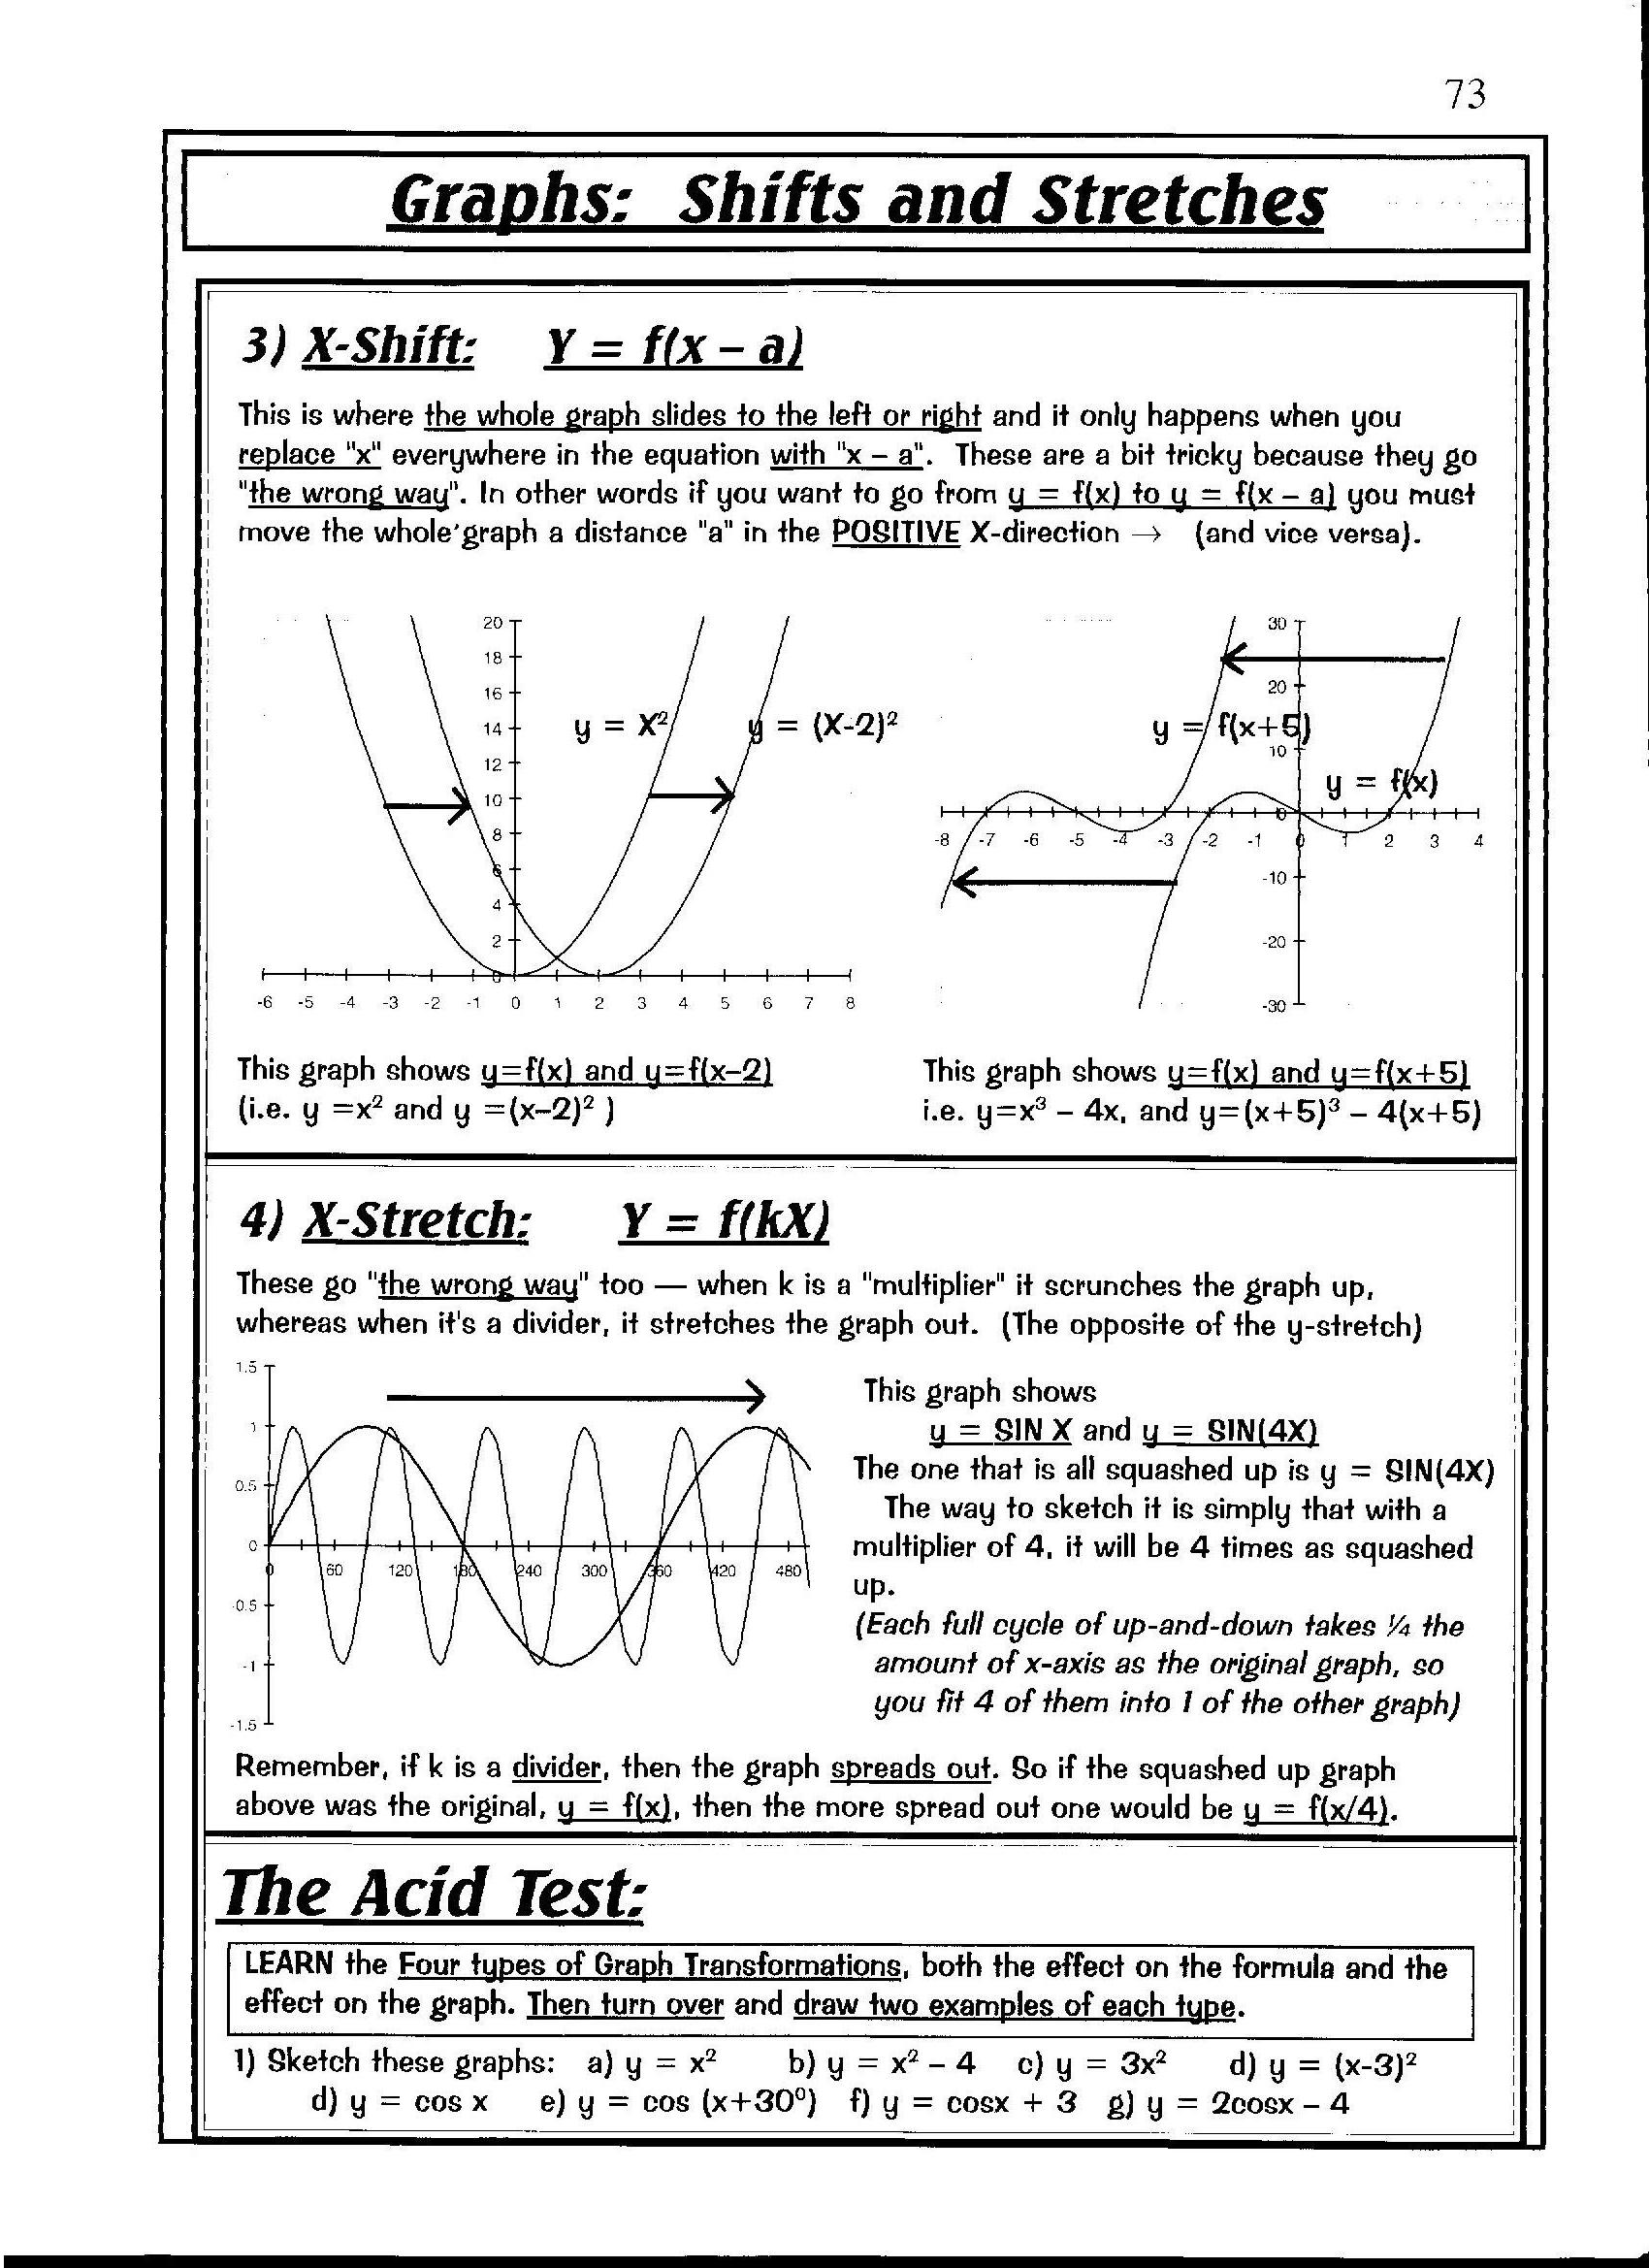 73
Graphs: Shifts and Stretches
3) X-Shift: Y = f(x – a)
This is where the whole graph slides to the left or right and it only happens when you
replace "x" everywhere in the equation with "x – a". These are a bit tricky because they go
"the wrong way". In other words if you want to go from y = f(x) to y = f(x – a) you must
move the whole graph a distance "a" in the POSITIVE X-direction → (and vice versa).
20
18
16
14
12
10
8
6
4
2
0
-6 -5 -4 -3 -2 -1 0 1 2 3 4 5 6 7 8
y = X²
y = (X-2)²
30
20
10
0
-10
-20
-30
-8 -7 -6 -5 -4 -3 -2 -1 0 1 2 3 4
y = f(x+5)
y = f(x)
This graph shows y=f(x) and y=f(x–2)
(i.e. y =x² and y =(x–2)² )
This graph shows y=f(x) and y=f(x+5)
i.e. y=x³ – 4x, and y=(x+5)³ – 4(x+5)
4) X-Stretch: Y = f(kX)
These go "the wrong way" too — when k is a "multiplier" it scrunches the graph up,
whereas when it's a divider, it stretches the graph out. (The opposite of the y-stretch)
1.5
1
0.5
0
-0.5
-1
-1.5
0 60 120 180 240 300 360 420 480
This graph shows
y = SIN X and y = SIN(4X)
The one that is all squashed up is y = SIN(4X)
The way to sketch it is simply that with a
multiplier of 4, it will be 4 times as squashed
up.
(Each full cycle of up-and-down takes ¼ the
amount of x-axis as the original graph, so
you fit 4 of them into 1 of the other graph)
Remember, if k is a divider, then the graph spreads out. So if the squashed up graph
above was the original, y = f(x), then the more spread out one would be y = f(x/4).
The Acid Test:
LEARN the Four types of Graph Transformations, both the effect on the formula and the
effect on the graph. Then turn over and draw two examples of each type.
1) Sketch these graphs: a) y = x² b) y = x² – 4 c) y = 3x² d) y = (x-3)²
d) y = cos x e) y = cos (x+30⁰) f) y = cosx + 3 g) y = 2cosx – 4